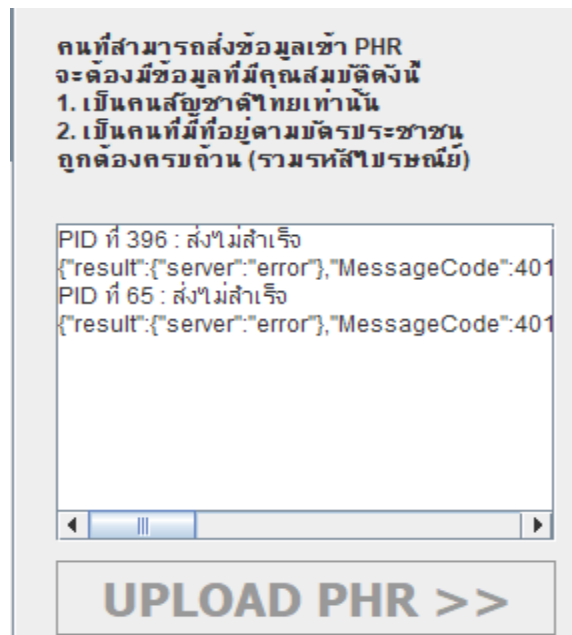 คนที่สามารถส่งข้อมูลเข้า PHR
จะต้องมีข้อมูลที่มีคุณสมบัติดังนี้
1. เป็นคนสัญชาติไทยเท่านั้น
2. เป็นคนที่มีที่อยู่ตามบัตรประชาชน
ถูกต้องครบถ้วน (รวมรหัสไปรษณีย์)
PID ที่ 396 : ส่งไม่สำเร็จ
{"result":{"server":"error"},"MessageCode":401
PID ที่ 65 : ส่งไม่สำเร็จ
{"result":{"server":"error"},"MessageCode":401
UPLOAD PHR >>